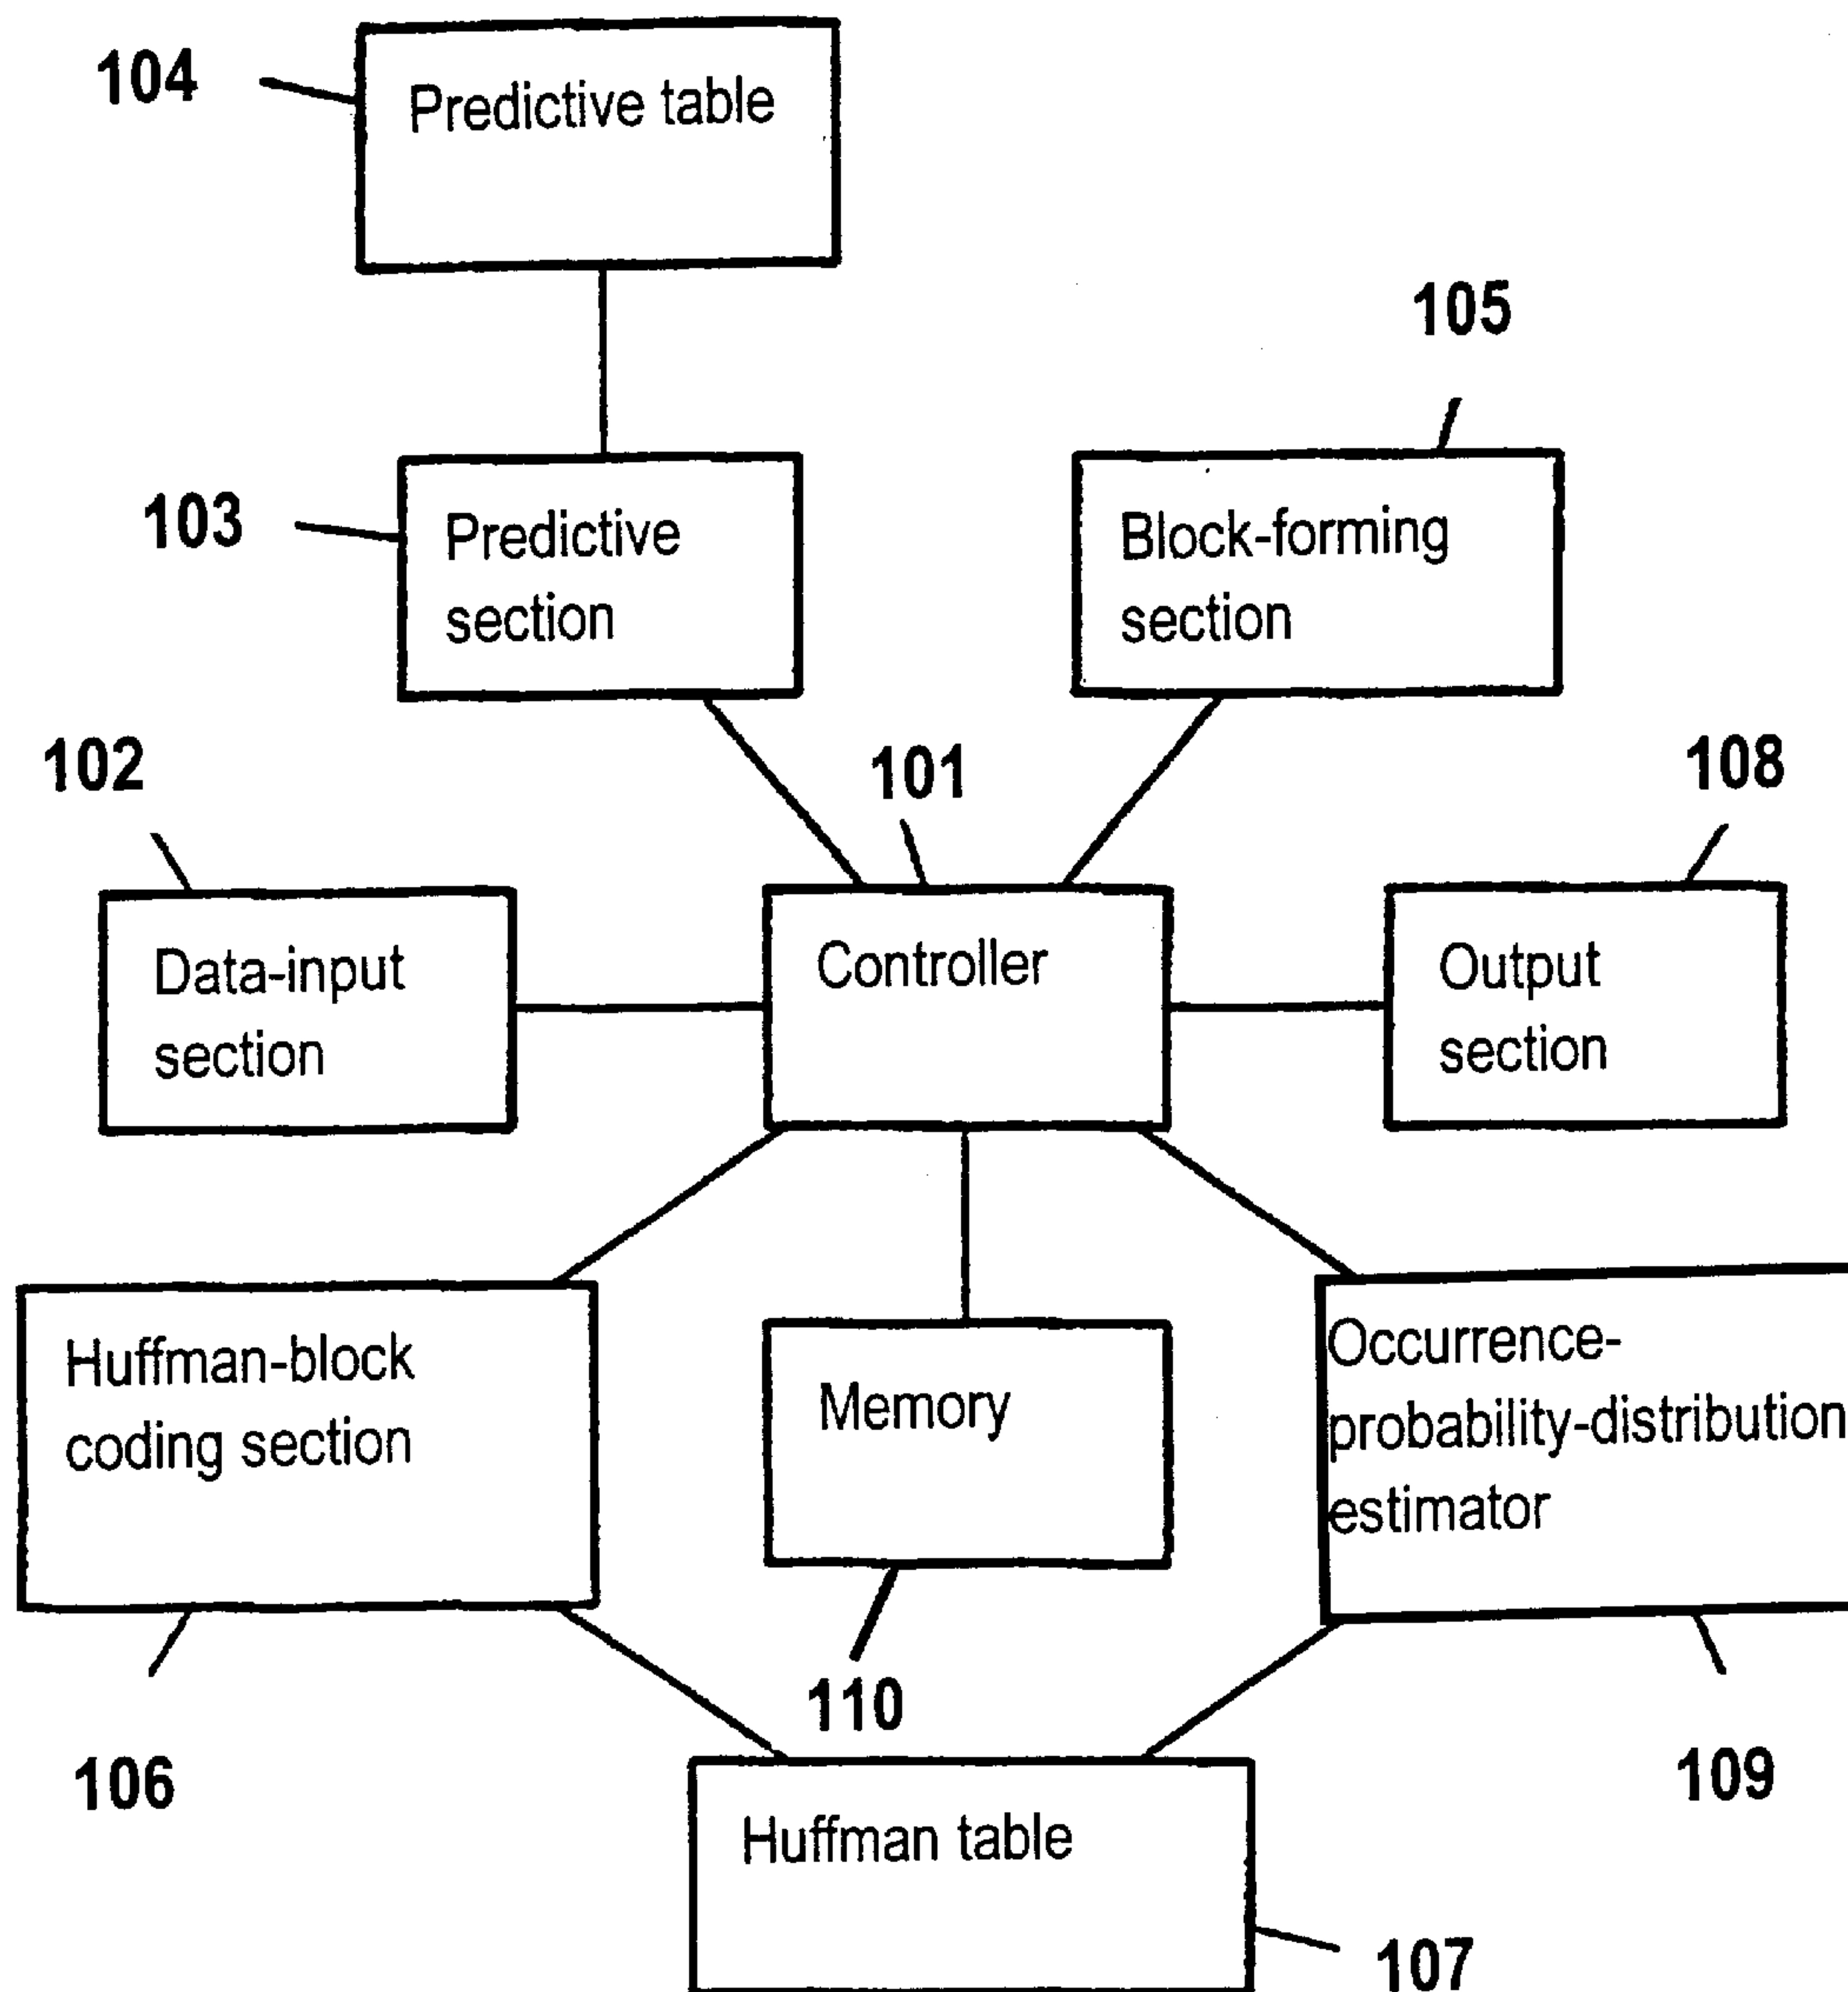 104
Predictive table
105
103
Predictive
section
Block-forming
section
102
101
108
Data-input
section
Controller
Output
section
Huffman-block
coding section
Memory
Occurrence-
probability-distribution
estimator
110
106
109
Huffman table
107